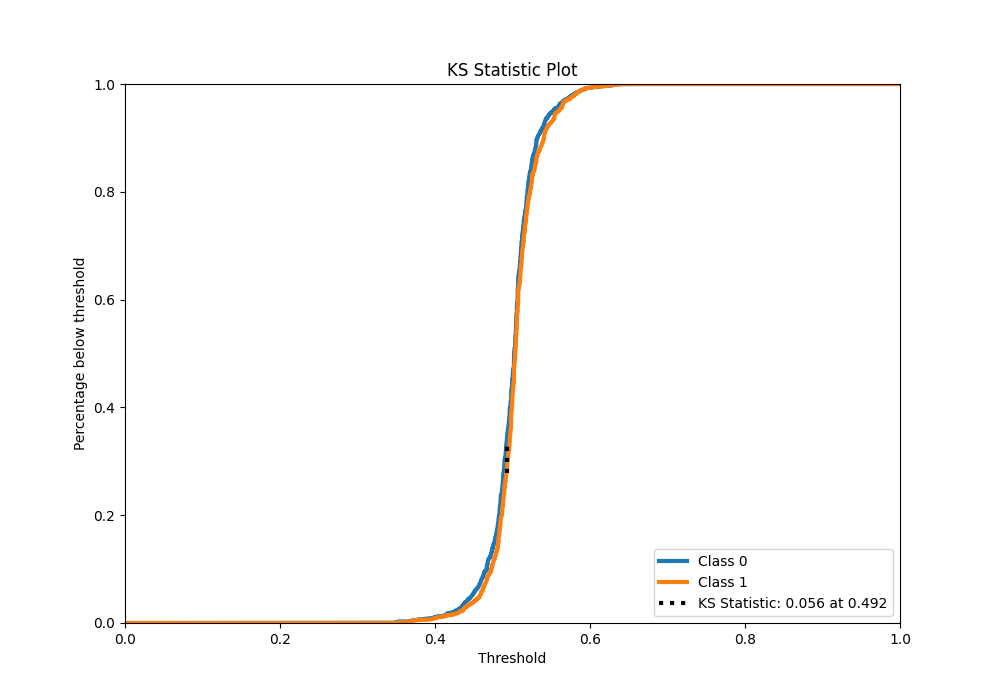 KS Statistic Plot
1.0
0.8
0.6
0.4
0.2
0.0
Percentage below threshold
0.0 0.2 0.4 0.6 0.8 1.0
Threshold
Class 0
Class 1
KS Statistic: 0.056 at 0.492